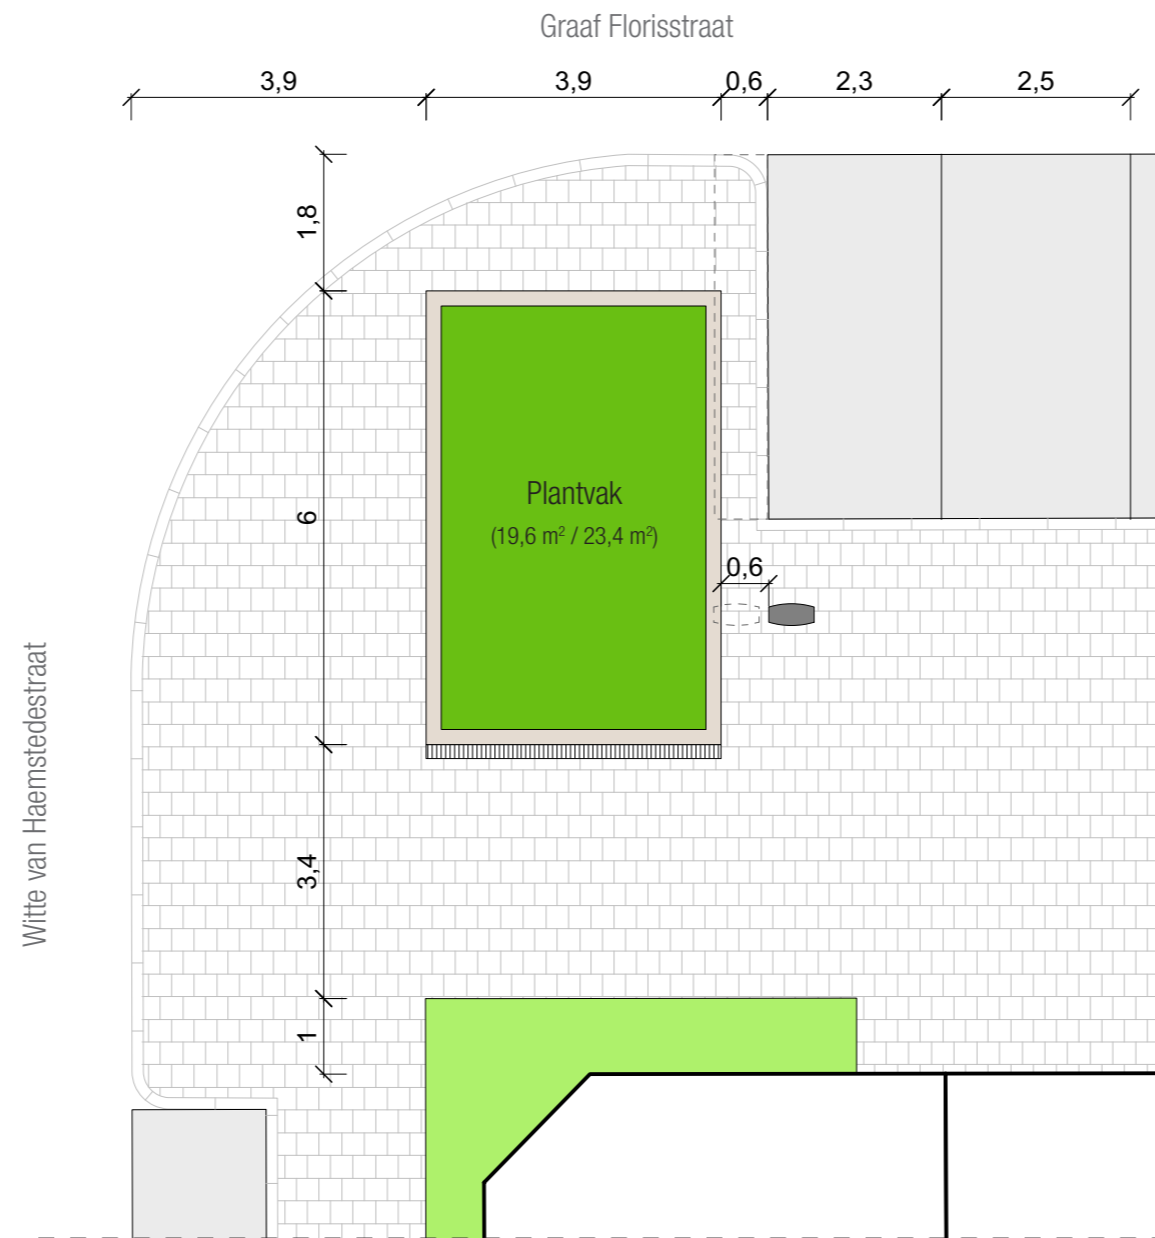 Graaf Florisstraat
3,9
3,9
0,6
2,3
2,5
1,8
6
Plantvak
(19,6 m² / 23,4 m²)
0,6
Witte van Haemstedestraat
3,4
1